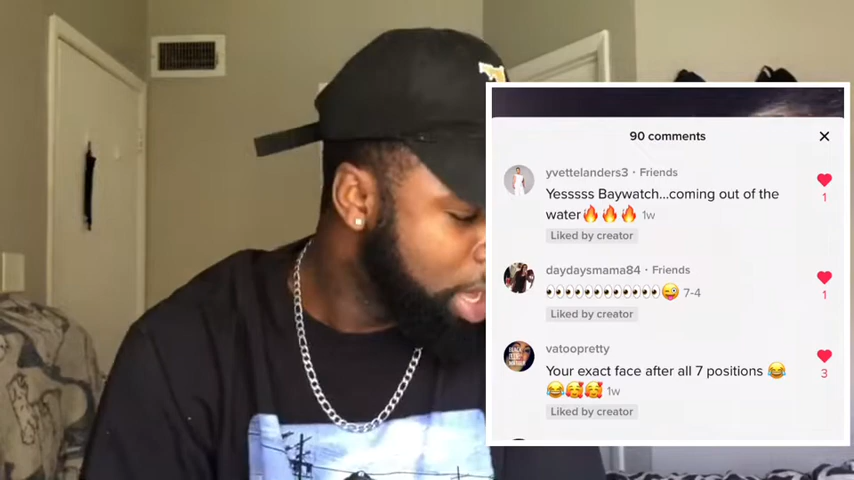 90 comments
yvettelanders3 · Friends
Yesssss Baywatch...coming out of the
water🔥🔥🔥 1w
Liked by creator
1
daydaysmama84 · Friends
👀👀👀👀👀👀👀👀👀👀👀👀😜 7-4
Liked by creator
1
vatoopretty
Your exact face after all 7 positions 😂
😂🥰🥰 1w
Liked by creator
3